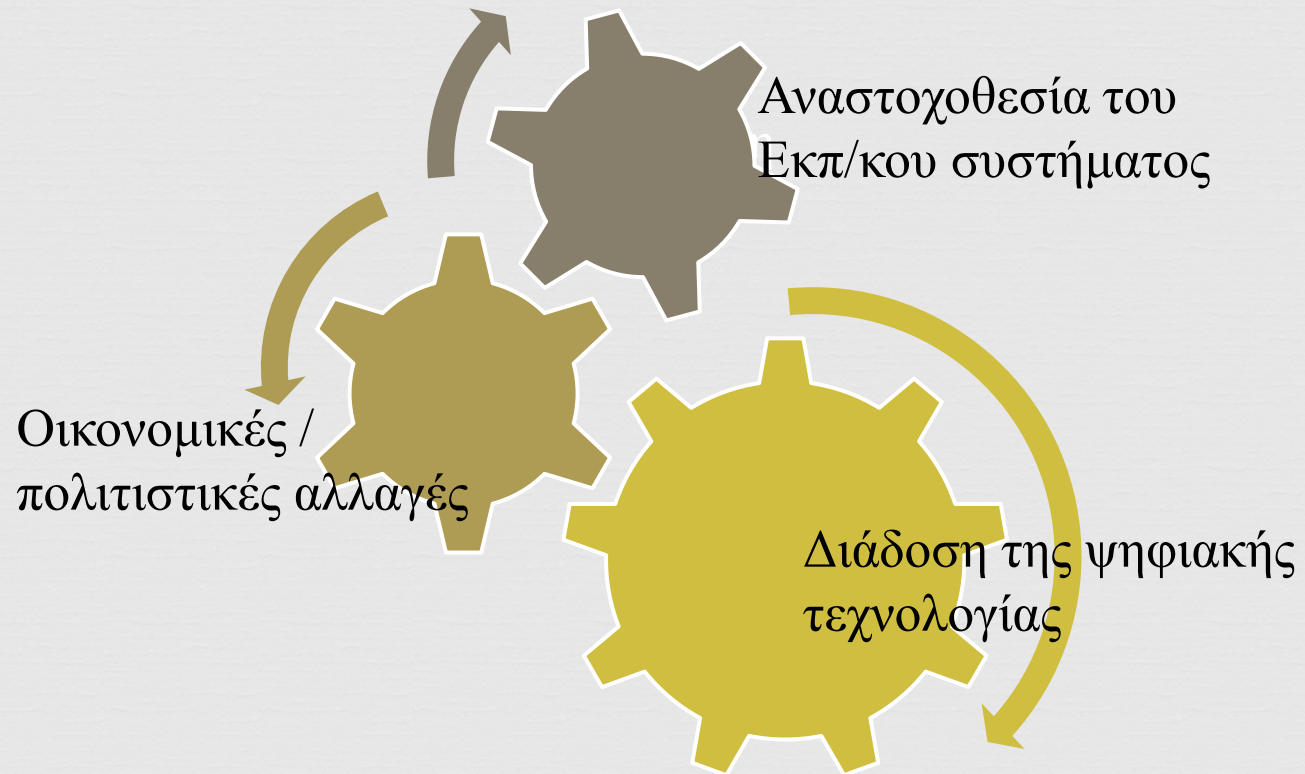 Αναστοχοθεσία του
Εκπ/κου συστήματος
Οικονομικές /
πολιτιστικές αλλαγές
Διάδοση της ψηφιακής
τεχνολογίας